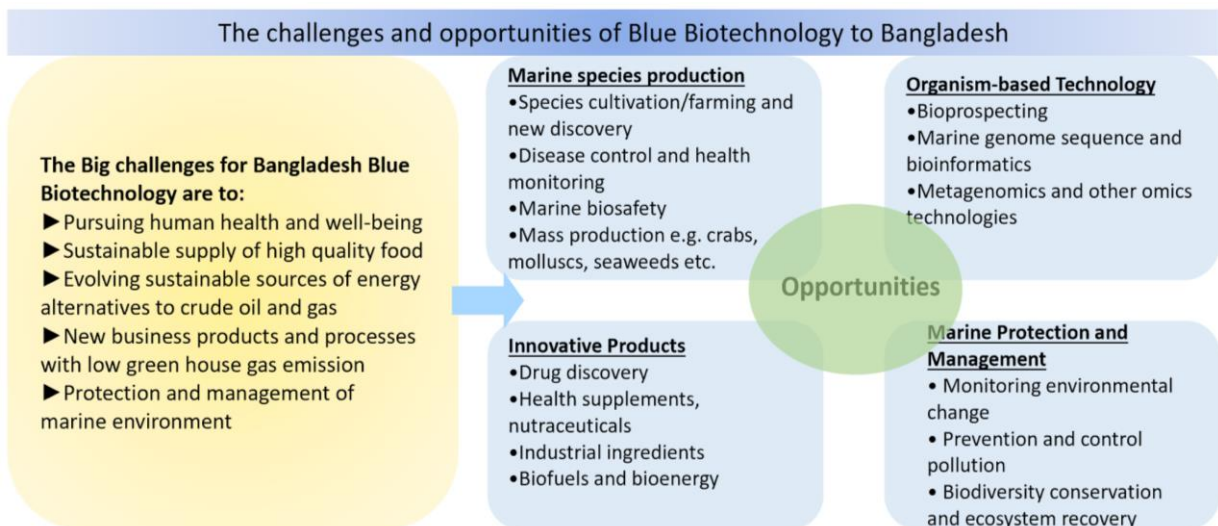 The challenges and opportunities of Blue Biotechnology to Bangladesh
The Big challenges for Bangladesh Blue
Biotechnology are to:
►Pursuing human health and well-being
►Sustainable supply of high quality food
►Evolving sustainable sources of energy
alternatives to crude oil and gas
►New business products and processes
with low green house gas emission
►Protection and management of
marine environment
Marine species production
•Species cultivation/farming and
new discovery
•Disease control and health
monitoring
•Marine biosafety
•Mass production e.g. crabs,
molluscs, seaweeds etc.
Organism-based Technology
•Bioprospecting
•Marine genome sequence and
bioinformatics
•Metagenomics and other omics
technologies
Opportunities
Innovative Products
•Drug discovery
•Health supplements,
nutraceuticals
•Industrial ingredients
•Biofuels and bioenergy
Marine Protection and
Management
• Monitoring environmental
change
• Prevention and control
pollution
• Biodiversity conservation
and ecosystem recovery